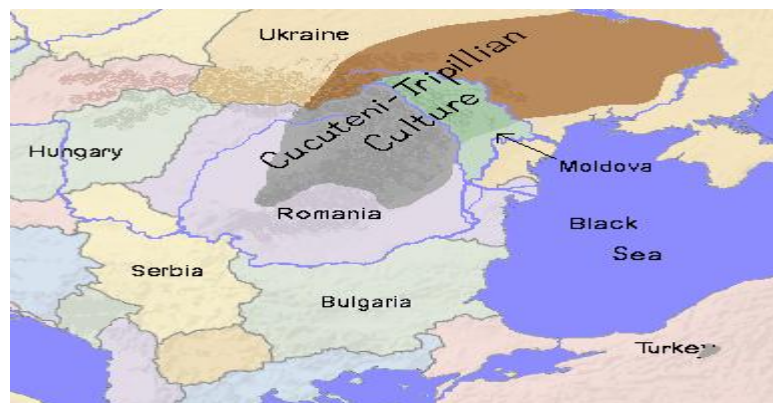 Ukraine
Cucuteni-Tripillian
Culture
Hungary
Moldova
Romania
Black
Sea
Serbia
Bulgaria
Turkey